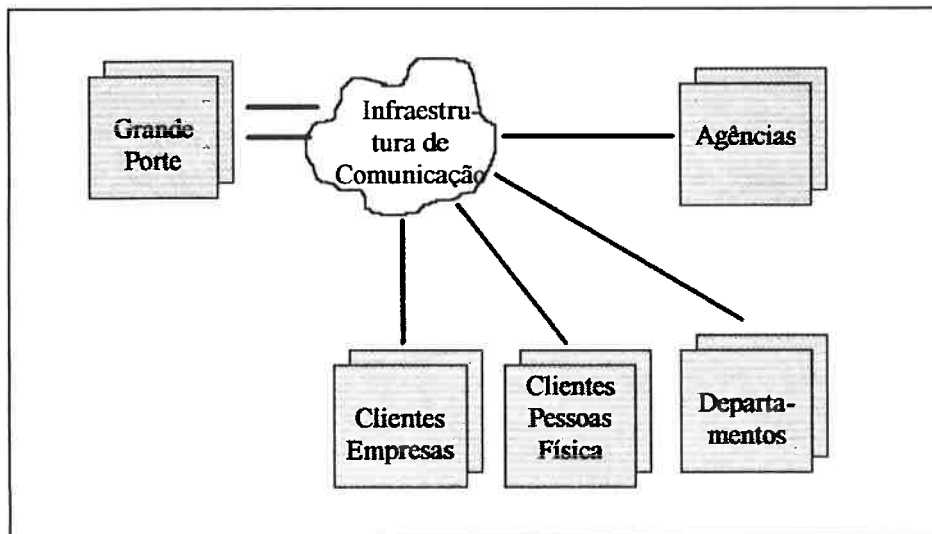 Grande
Porte
Infraestru-
tura de
Comunicação
Agências
Clientes
Empresas
Clientes
Pessoas
Física
Departa-
mentos